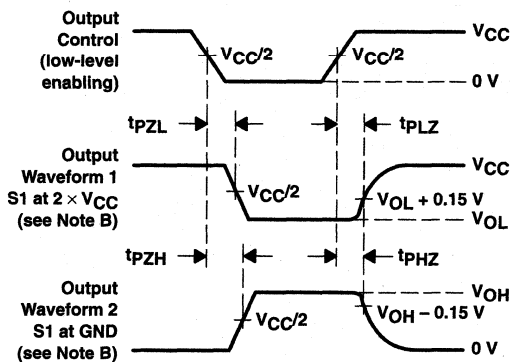 Output
Control
(low-level
enabling)
VCC/2
VCC/2
VCC
0 V
tPZL
tPLZ
Output
Waveform 1
S1 at 2 × VCC
(see Note B)
VCC/2
VCC
VOL + 0.15 V
VOL
tPZH
tPHZ
Output
Waveform 2
S1 at GND
(see Note B)
VCC/2
VOH
VOH − 0.15 V
0 V